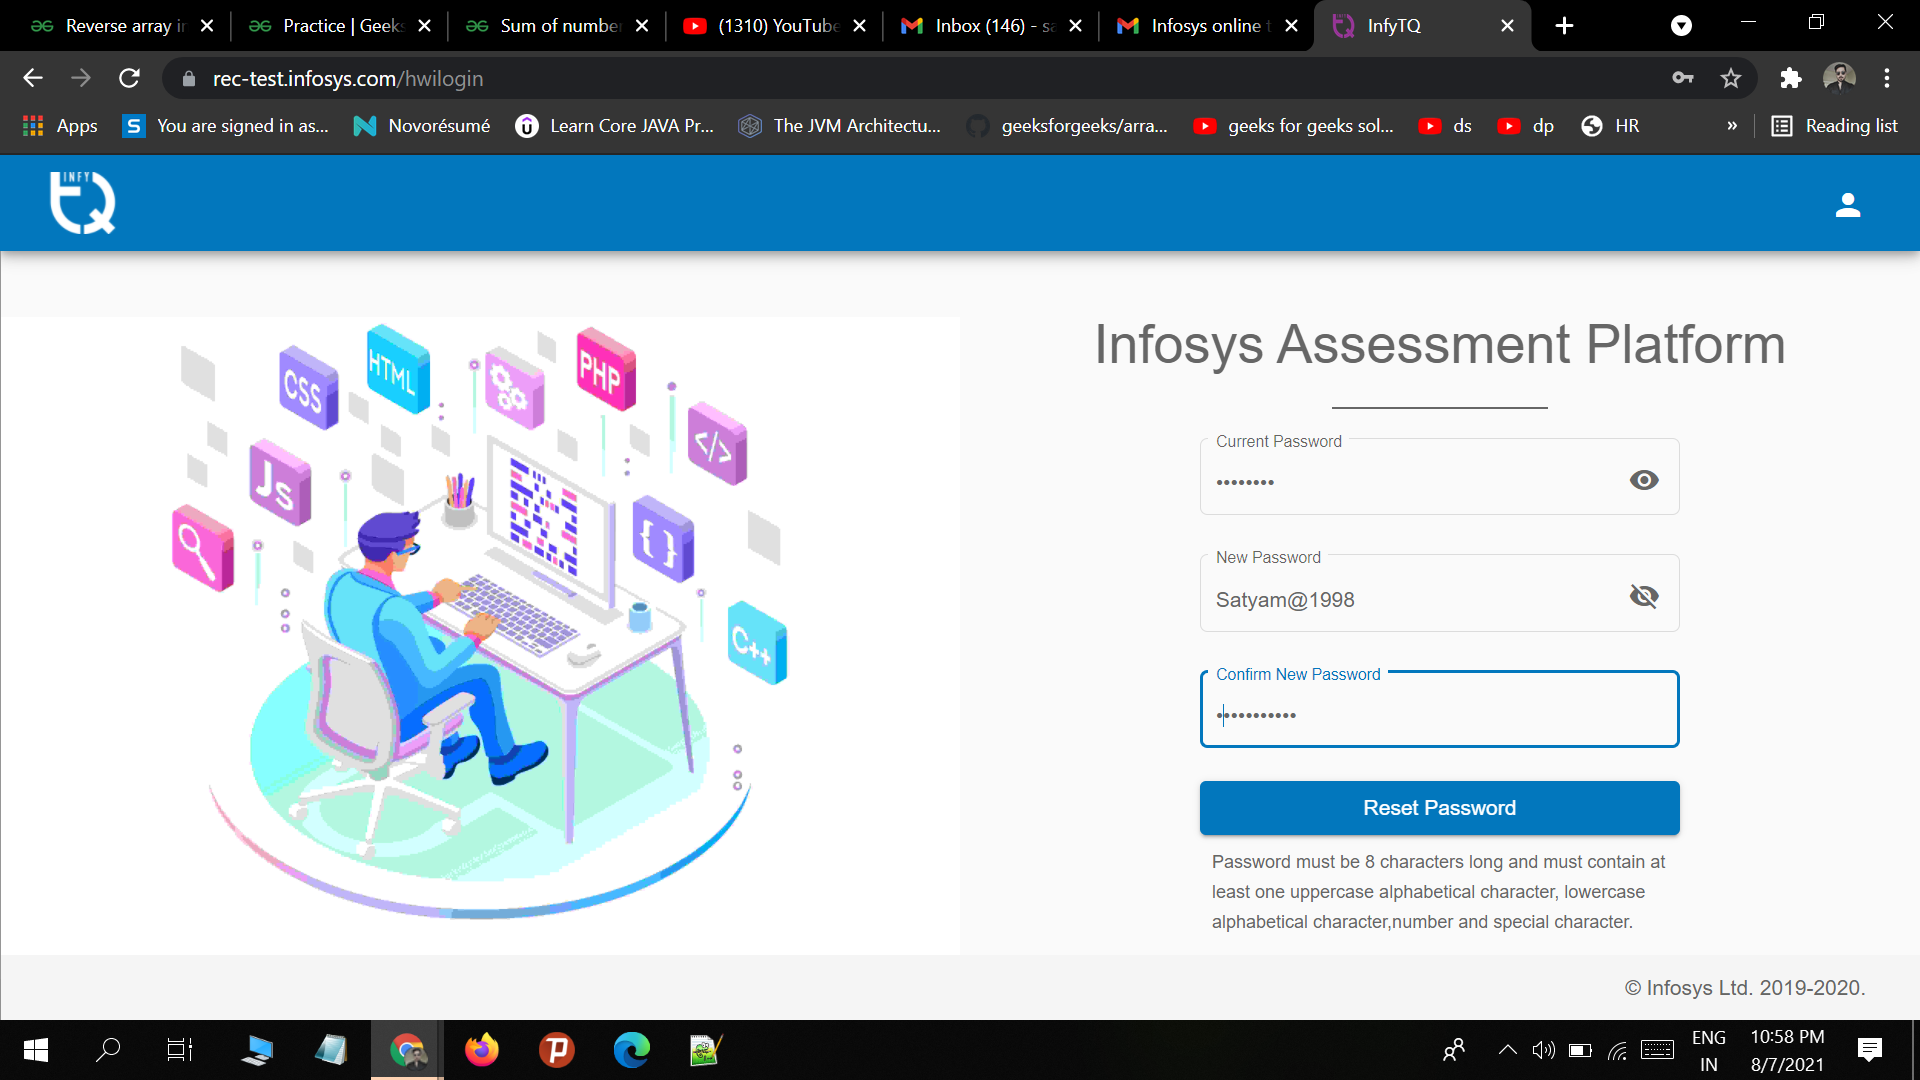 Reverse array in
Practice | Geeks
Sum of number
(1310) YouTube
Inbox (146) - sa
Infosys online t
InfyTQ
rec-test.infosys.com/hwilogin
Apps
You are signed in as...
Novorésumé
Learn Core JAVA Pr...
The JVM Architectu...
geeksforgeeks/arra...
geeks for geeks sol...
ds
dp
HR
»
Reading list
INFY
TQ
CSS
HTML
PHP
</>
JS
{}
C++
Infosys Assessment Platform
Current Password
••••••••
New Password
Satyam@1998
Confirm New Password
•••••••••••
Reset Password
Password must be 8 characters long and must contain at
least one uppercase alphabetical character, lowercase
alphabetical character,number and special character.
© Infosys Ltd. 2019-2020.
ENG
IN
10:58 PM
8/7/2021